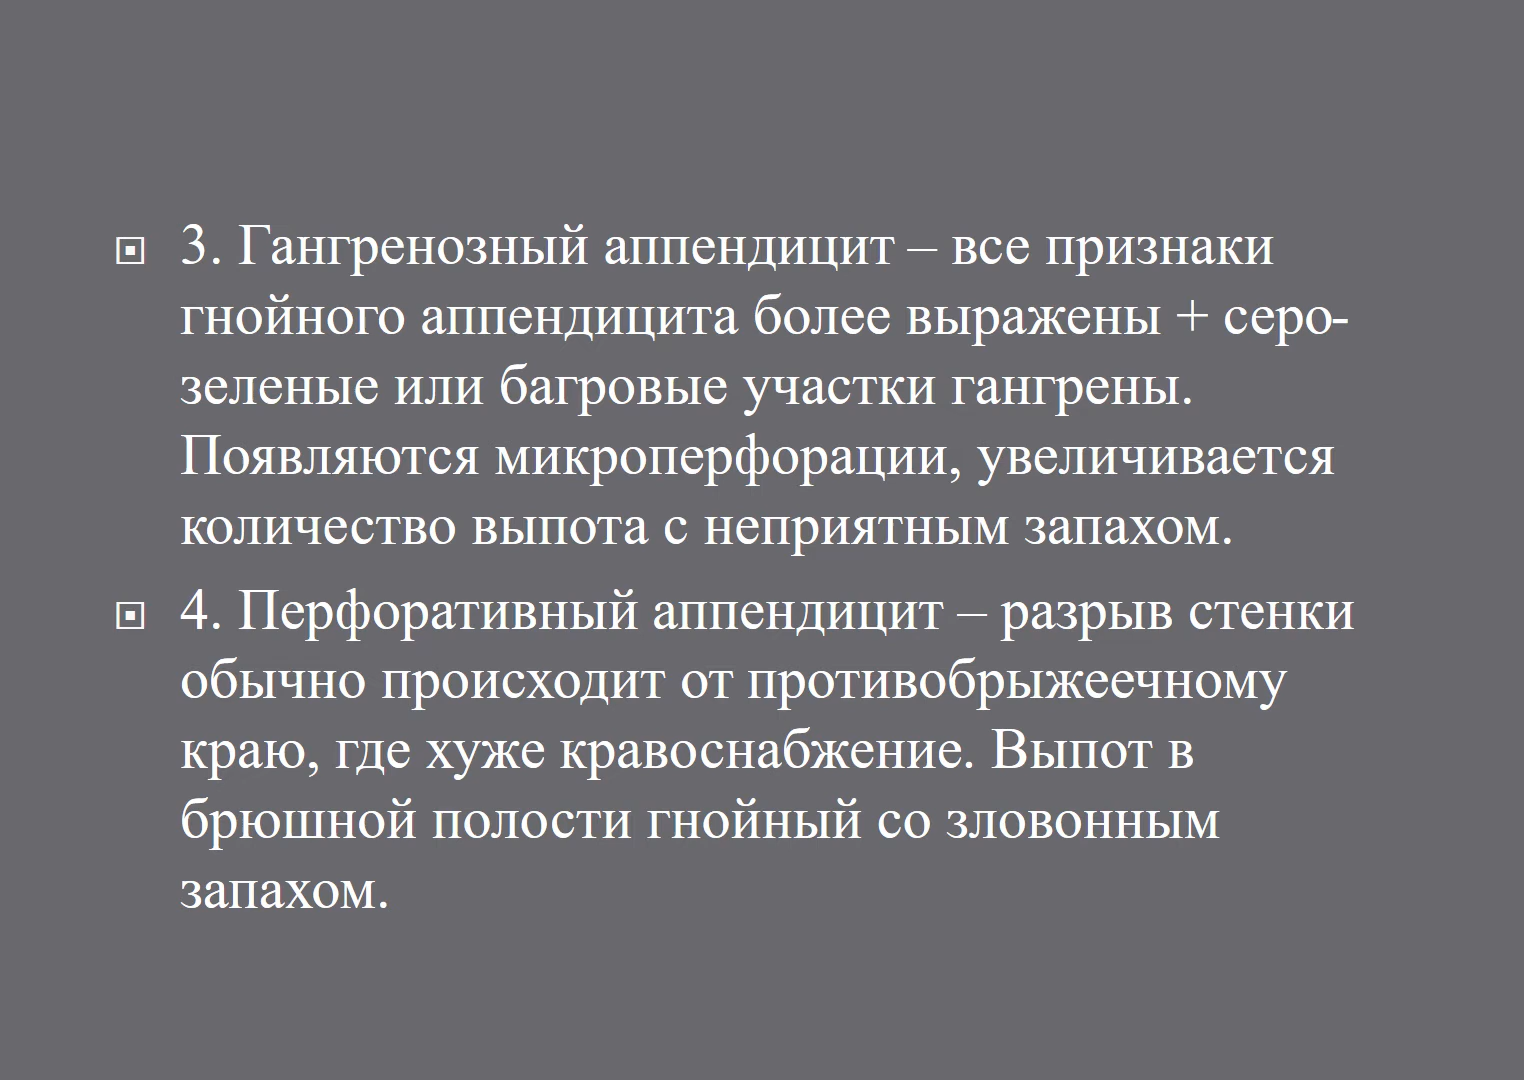 3. Гангренозный аппендицит – все признаки
гнойного аппендицита более выражены + серо-
зеленые или багровые участки гангрены.
Появляются микроперфорации, увеличивается
количество выпота с неприятным запахом.
4. Перфоративный аппендицит – разрыв стенки
обычно происходит от противобрыжеечному
краю, где хуже кравоснабжение. Выпот в
брюшной полости гнойный со зловонным
запахом.